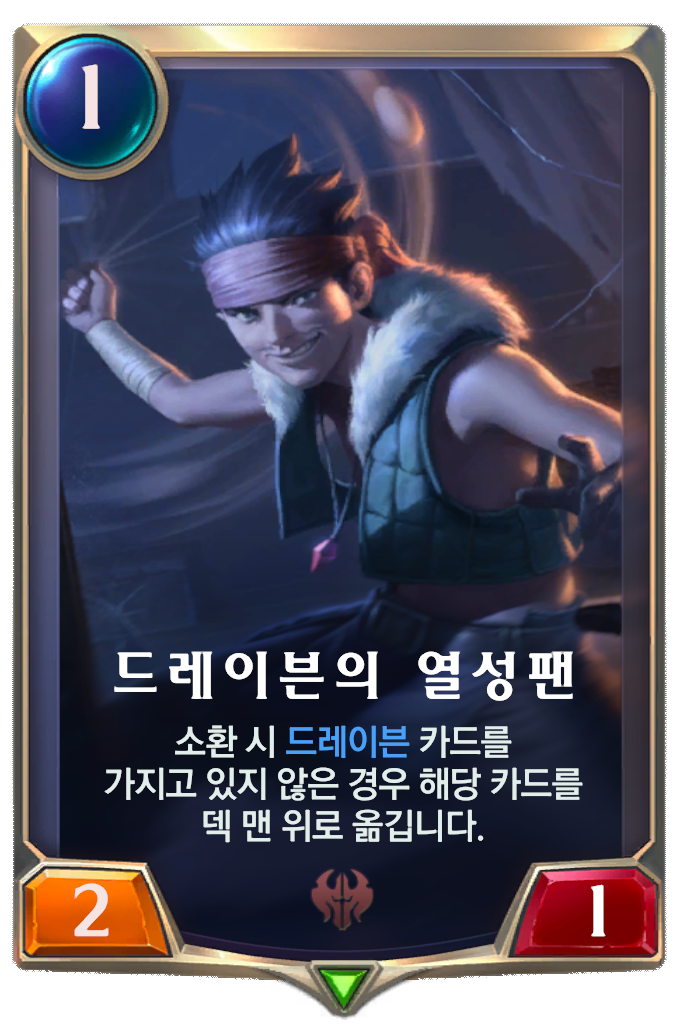 1
드레이븐의 열성팬
소환 시 드레이븐 카드를
가지고 있지 않은 경우 해당 카드를
덱 맨 위로 옮깁니다.
2
1